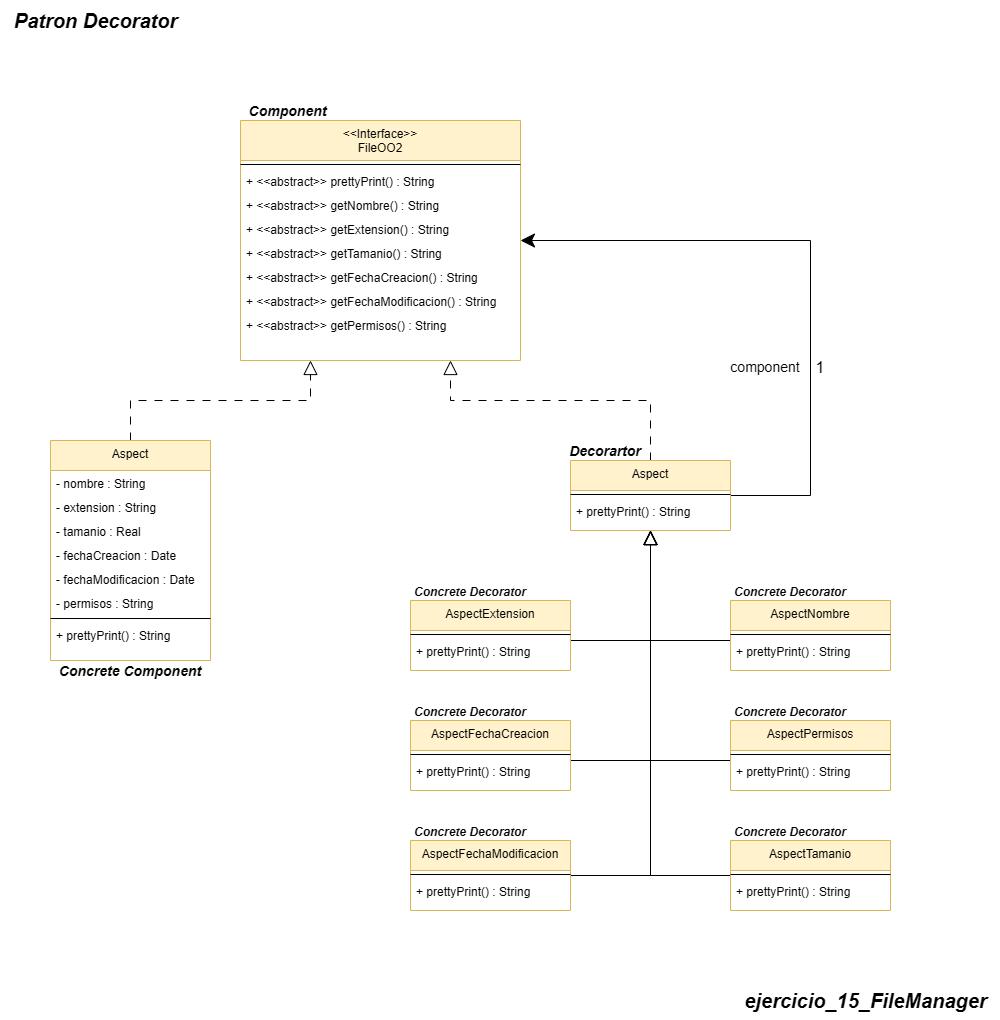 Patron Decorator
Component
<<Interface>>
FileOO2
+ <<abstract>> prettyPrint() : String
+ <<abstract>> getNombre() : String
+ <<abstract>> getExtension() : String
+ <<abstract>> getTamanio() : String
+ <<abstract>> getFechaCreacion() : String
+ <<abstract>> getFechaModificacion() : String
+ <<abstract>> getPermisos() : String
component 1
Aspect
- nombre : String
- extension : String
- tamanio : Real
- fechaCreacion : Date
- fechaModificacion : Date
- permisos : String
+ prettyPrint() : String
Concrete Component
Decorartor
Aspect
+ prettyPrint() : String
Concrete Decorator
AspectExtension
+ prettyPrint() : String
Concrete Decorator
AspectNombre
+ prettyPrint() : String
Concrete Decorator
AspectFechaCreacion
+ prettyPrint() : String
Concrete Decorator
AspectPermisos
+ prettyPrint() : String
Concrete Decorator
AspectFechaModificacion
+ prettyPrint() : String
Concrete Decorator
AspectTamanio
+ prettyPrint() : String
ejercicio_15_FileManager